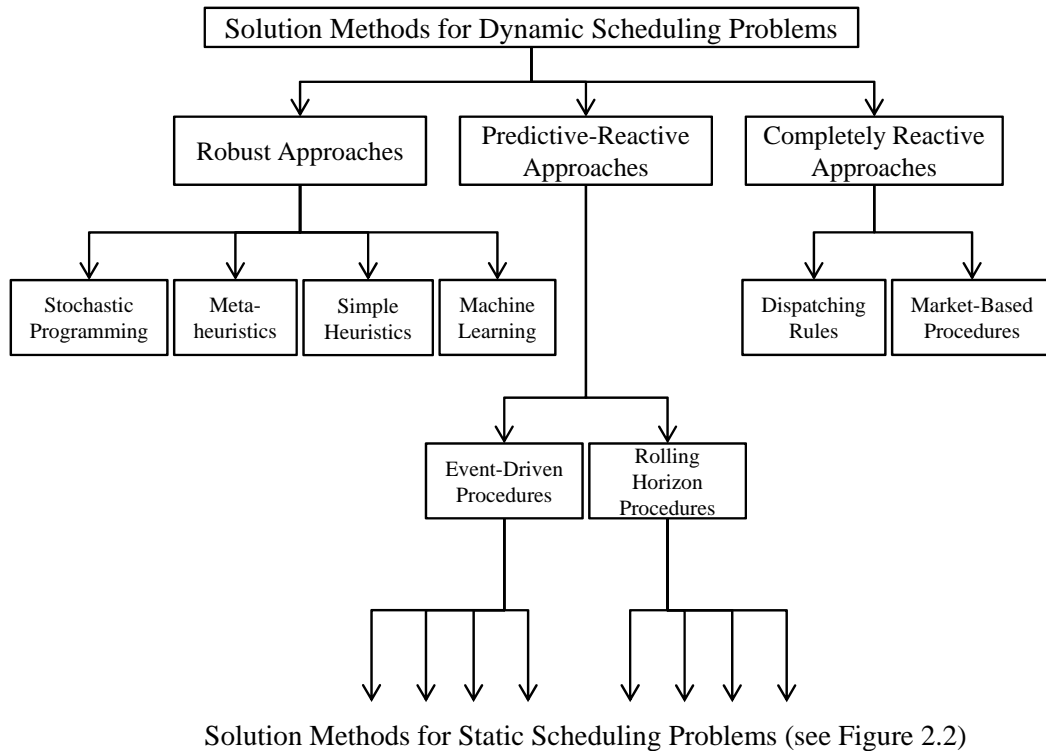 Solution Methods for Dynamic Scheduling Problems
Robust Approaches
Predictive-Reactive
Approaches
Completely Reactive
Approaches
Stochastic
Programming
Meta-
heuristics
Simple
Heuristics
Machine
Learning
Dispatching
Rules
Market-Based
Procedures
Event-Driven
Procedures
Rolling
Horizon
Procedures
Solution Methods for Static Scheduling Problems (see Figure 2.2)